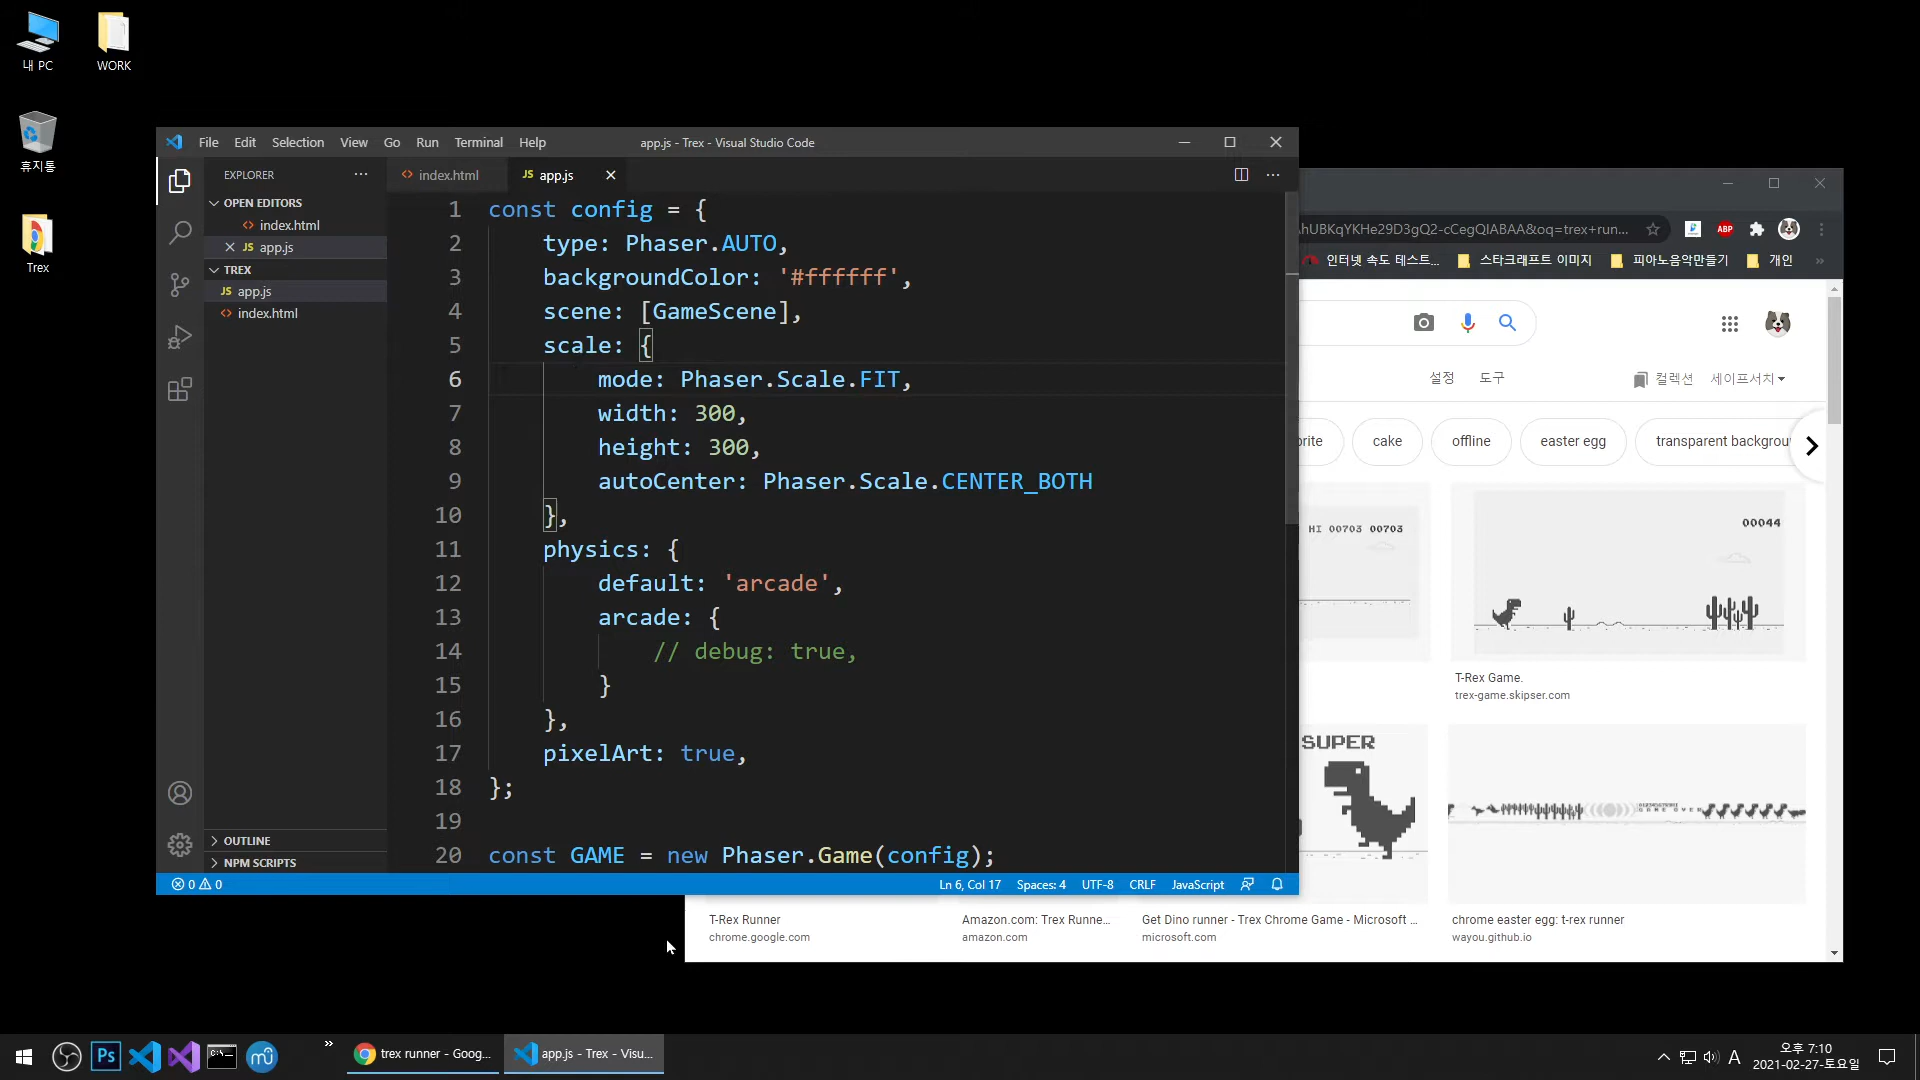 내 PC
WORK
휴지통
Trex
File Edit Selection View Go Run Terminal Help
app.js - Trex - Visual Studio Code
EXPLORER
OPEN EDITORS
index.html
JS app.js
TREX
JS app.js
index.html
OUTLINE
NPM SCRIPTS
index.html
JS app.js
1 const config = {
2 type: Phaser.AUTO,
3 backgroundColor: '#ffffff',
4 scene: [GameScene],
5 scale: {
6 mode: Phaser.Scale.FIT,
7 width: 300,
8 height: 300,
9 autoCenter: Phaser.Scale.CENTER_BOTH
10 },
11 physics: {
12 default: 'arcade',
13 arcade: {
14 // debug: true,
15 }
16 },
17 pixelArt: true,
18 };
19
20 const GAME = new Phaser.Game(config);
0 0
Ln 6, Col 17 Spaces: 4 UTF-8 CRLF JavaScript
hUBKqYKHe29D3gQ2-cCegQIABAA&oq=trex+run...
ABP
인터넷 속도 테스트... 스타크래프트 이미지 피아노음악만들기 개인 »
설정 도구
컬렉션 세이프서치
rite cake offline easter egg transparent backgrou
HI 00703 00703
00044
T-Rex Game.
trex-game.skipser.com
SUPER
GAME OVER
T-Rex Runner
chrome.google.com
Amazon.com: Trex Runne...
amazon.com
Get Dino runner - Trex Chrome Game - Microsoft ...
microsoft.com
chrome easter egg: t-rex runner
wayou.github.io
Ps
»
trex runner - Goog...
app.js - Trex - Visu...
A
오후 7:10
2021-02-27-토요일